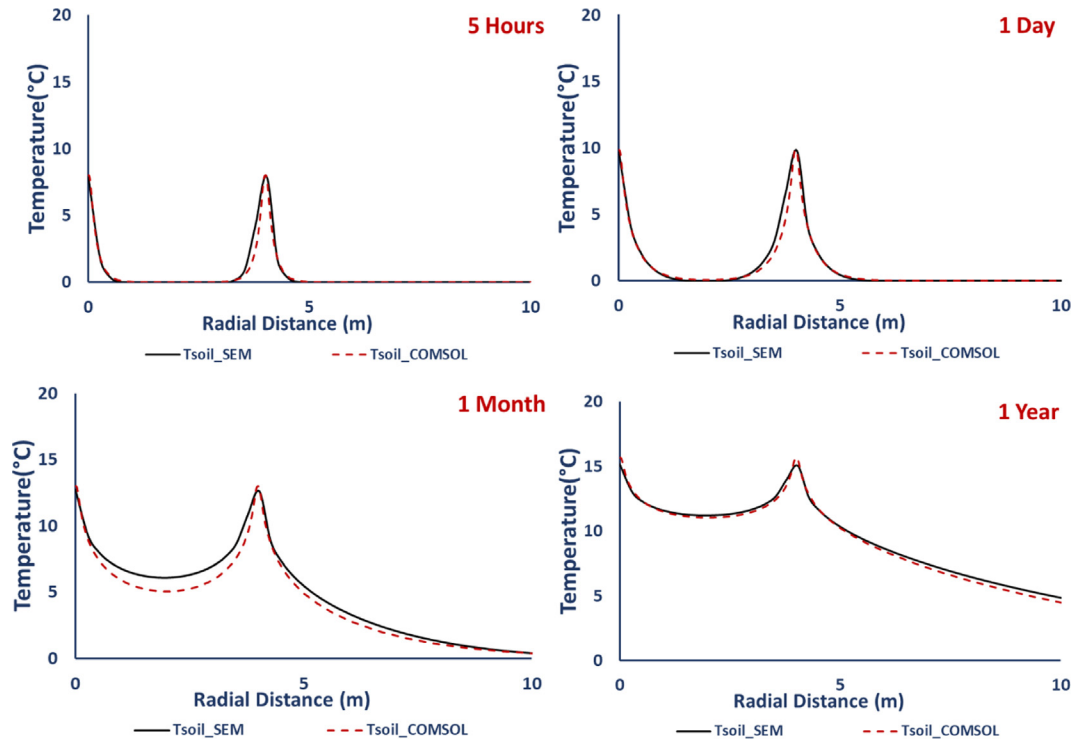 5 Hours
Temperature(°C)
20
15
10
5
0
0 5 10
Radial Distance (m)
Tsoil_SEM Tsoil_COMSOL
1 Day
Temperature(°C)
20
15
10
5
0
0 5 10
Radial Distance (m)
Tsoil_SEM Tsoil_COMSOL
1 Month
Temperature(°C)
20
15
10
5
0
0 5 10
Radial Distance (m)
Tsoil_SEM Tsoil_COMSOL
1 Year
Temperature(°C)
20
15
10
5
0
0 5 10
Radial Distance (m)
Tsoil_SEM Tsoil_COMSOL